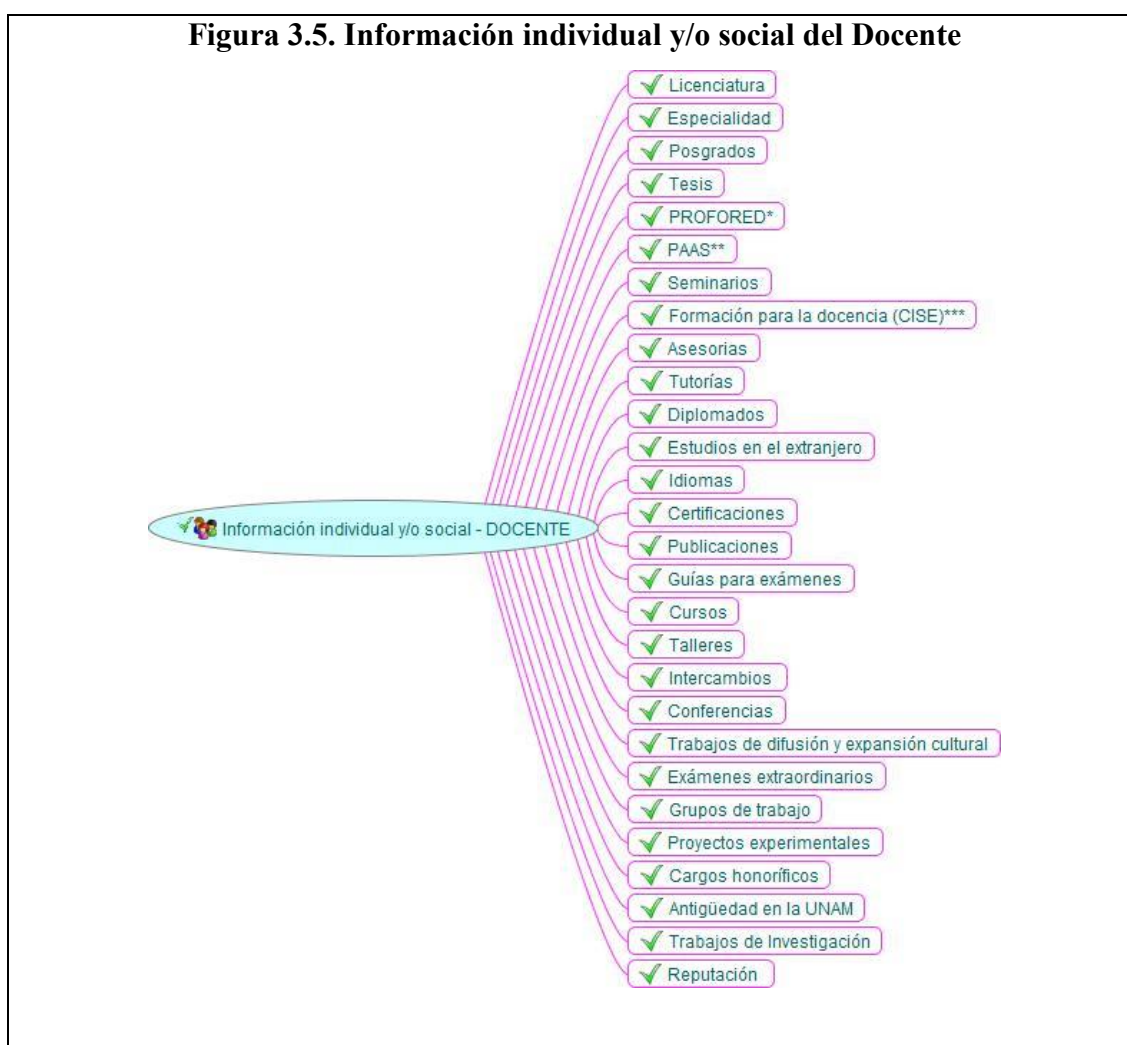 Figura 3.5. Información individual y/o social del Docente
Licenciatura
Especialidad
Posgrados
Tesis
PROFORED*
PAAS**
Seminarios
Formación para la docencia (CISE)***
Asesorias
Tutorías
Diplomados
Estudios en el extranjero
Idiomas
Certificaciones
Información individual y/o social - DOCENTE
Publicaciones
Guías para exámenes
Cursos
Talleres
Intercambios
Conferencias
Trabajos de difusión y expansión cultural
Exámenes extraordinarios
Grupos de trabajo
Proyectos experimentales
Cargos honoríficos
Antigüedad en la UNAM
Trabajos de Investigación
Reputación